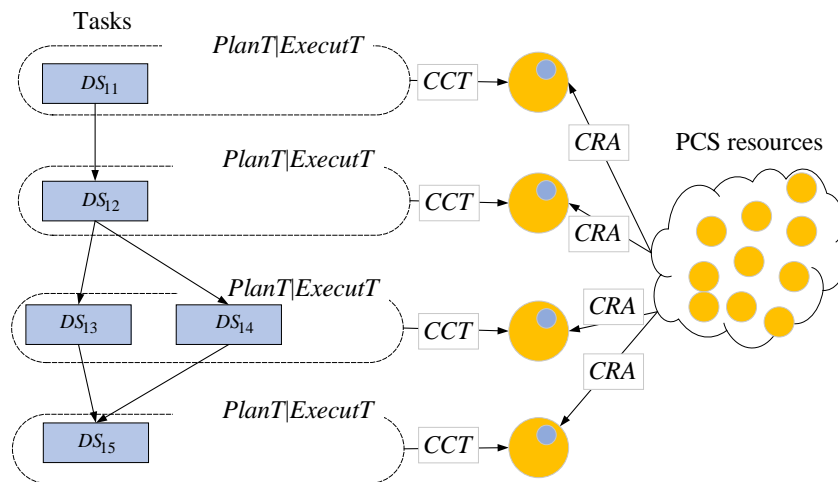 Tasks
PlanT|ExecutT
DS11
CCT
CRA
PCS resources
PlanT|ExecutT
DS12
CCT
CRA
PlanT|ExecutT
DS13
DS14
CCT
CRA
CRA
PlanT|ExecutT
DS15
CCT